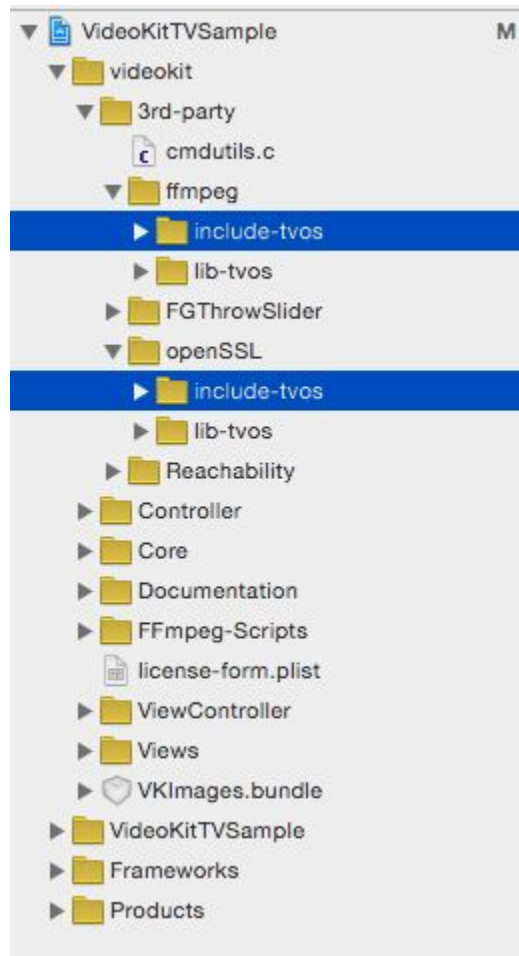 VideoKitTVSample M
videokit
3rd-party
c cmdutils.c
ffmpeg
include-tvos
lib-tvos
FGThrowSlider
openSSL
include-tvos
lib-tvos
Reachability
Controller
Core
Documentation
FFmpeg-Scripts
license-form.plist
ViewController
Views
VKImages.bundle
VideoKitTVSample
Frameworks
Products